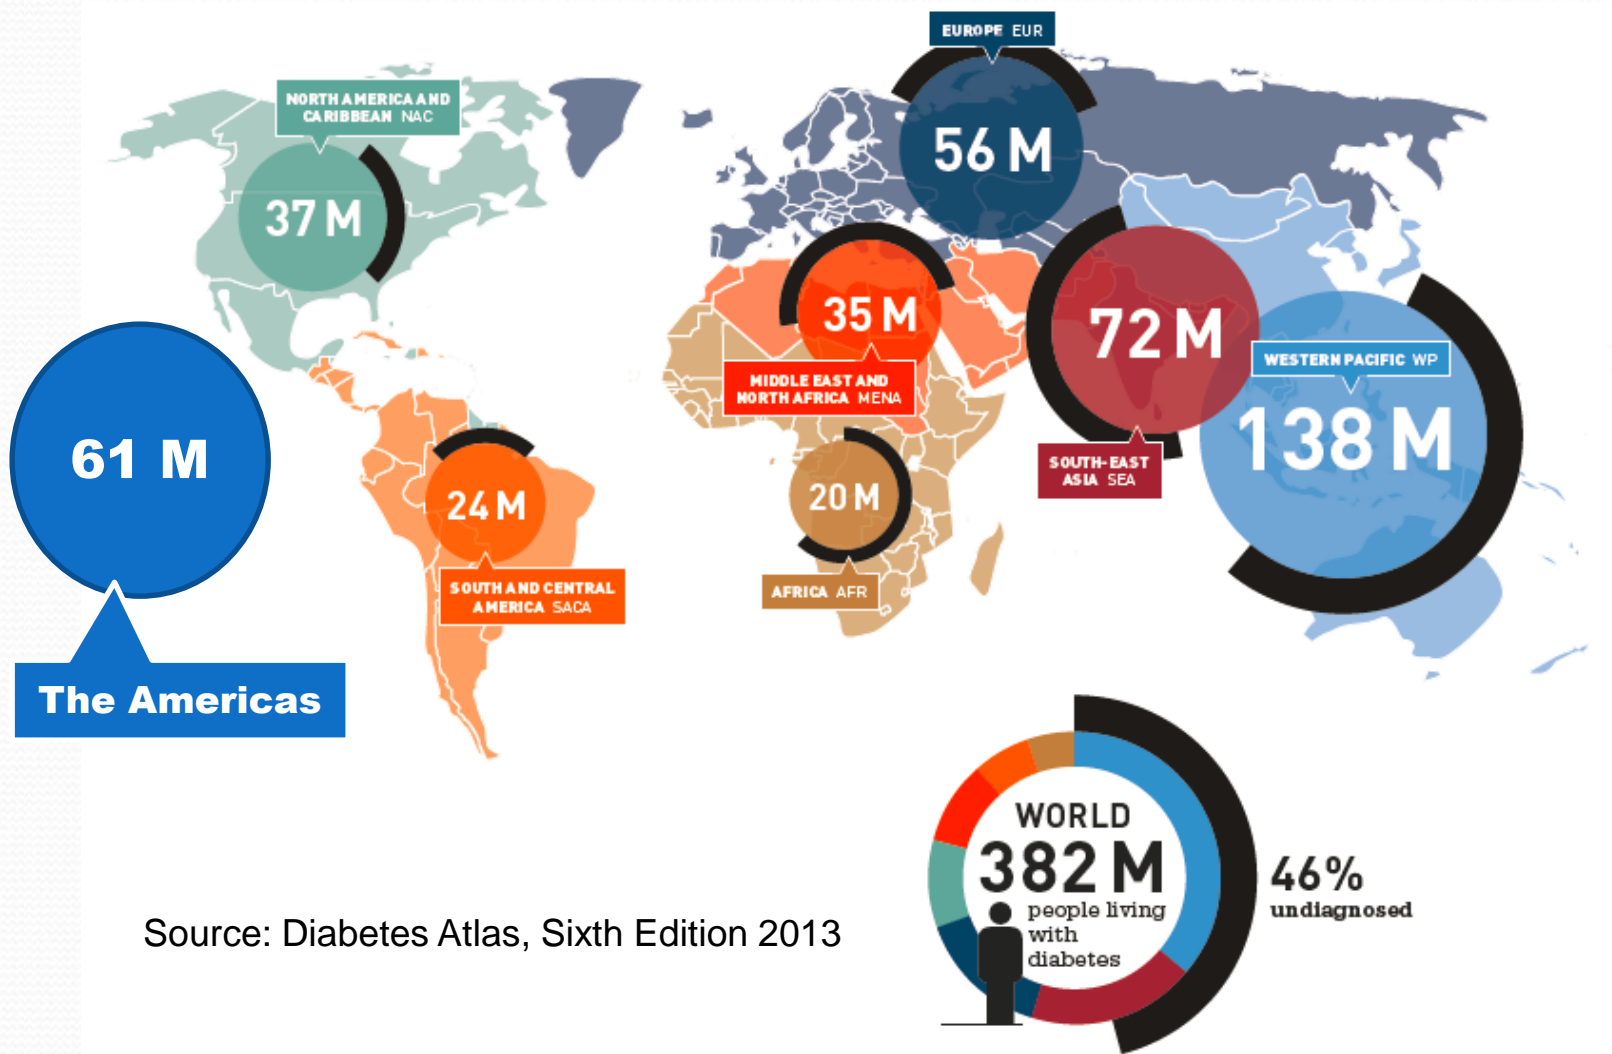 EUROPE EUR
56 M
NORTH AMERICA AND
CARIBBEAN NAC
37 M
35 M
MIDDLE EAST AND
NORTH AFRICA MENA
72 M
SOUTH-EAST
ASIA SEA
WESTERN PACIFIC WP
138 M
61 M
The Americas
24 M
SOUTH AND CENTRAL
AMERICA SACA
20 M
AFRICA AFR
WORLD
382 M
people living
with
diabetes
46%
undiagnosed
Source: Diabetes Atlas, Sixth Edition 2013